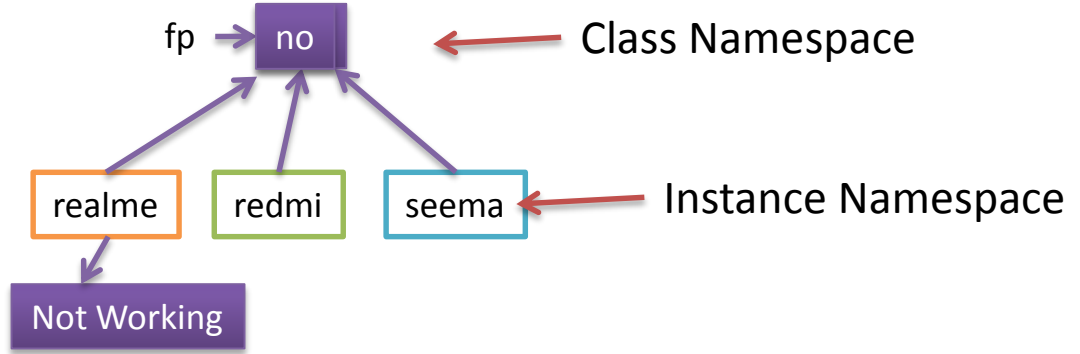 fp
no
Class Namespace
realme
redmi
seema
Instance Namespace
Not Working